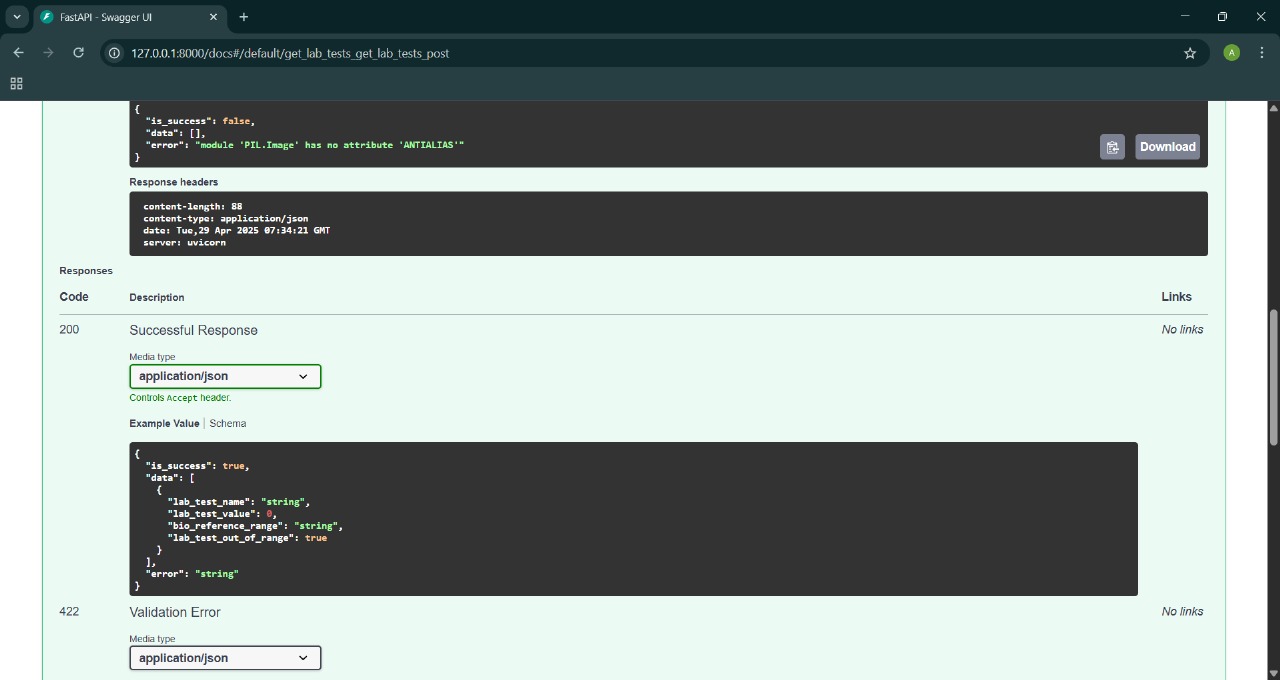 FastAPI - Swagger UI
127.0.0.1:8000/docs#/default/get_lab_tests_get_lab_tests_post
A
{
"is_success": false,
"data": [],
"error": "module 'PIL.Image' has no attribute 'ANTIALIAS'"
}
Download
Response headers
content-length: 88
content-type: application/json
date: Tue,29 Apr 2025 07:34:21 GMT
server: uvicorn
Responses
Code Description Links
200 Successful Response No links
Media type
application/json
Controls Accept header.
Example Value | Schema
{
"is_success": true,
"data": [
{
"lab_test_name": "string",
"lab_test_value": 0,
"bio_reference_range": "string",
"lab_test_out_of_range": true
}
],
"error": "string"
}
422 Validation Error No links
Media type
application/json